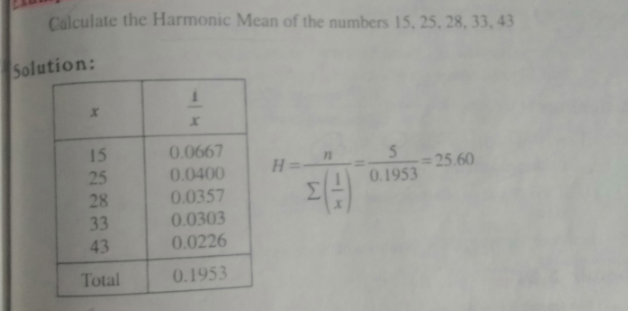 Calculate the Harmonic Mean of the numbers 15, 25, 28, 33, 43
Solution:
x 1/x
15 0.0667
25 0.0400
28 0.0357
33 0.0303
43 0.0226
Total 0.1953
H = n / Σ(1/x) = 5 / 0.1953 = 25.60